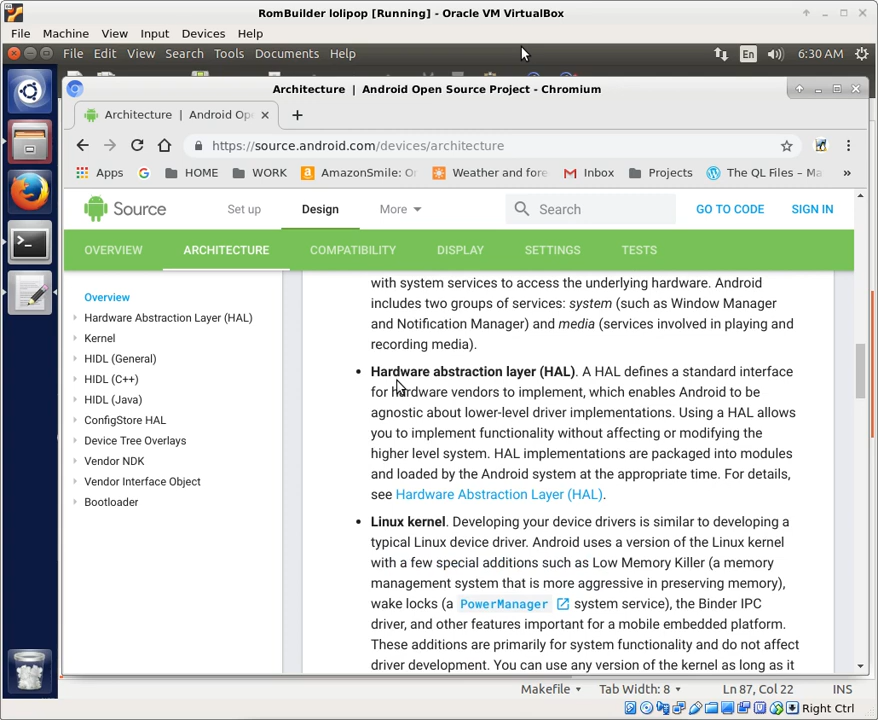 RomBuilder lolipop [Running] - Oracle VM VirtualBox
File Machine View Input Devices Help
File Edit View Search Tools Documents Help
En 6:30 AM
Architecture | Android Open Source Project - Chromium
Architecture | Android Op
https://source.android.com/devices/architecture
Apps HOME WORK AmazonSmile: Or Weather and fore Inbox Projects The QL Files – Ma »
Source Set up Design More Search GO TO CODE SIGN IN
OVERVIEW ARCHITECTURE COMPATIBILITY DISPLAY SETTINGS TESTS
Overview
Hardware Abstraction Layer (HAL)
Kernel
HIDL (General)
HIDL (C++)
HIDL (Java)
ConfigStore HAL
Device Tree Overlays
Vendor NDK
Vendor Interface Object
Bootloader
with system services to access the underlying hardware. Android
includes two groups of services: system (such as Window Manager
and Notification Manager) and media (services involved in playing and
recording media).
• Hardware abstraction layer (HAL). A HAL defines a standard interface
for hardware vendors to implement, which enables Android to be
agnostic about lower-level driver implementations. Using a HAL allows
you to implement functionality without affecting or modifying the
higher level system. HAL implementations are packaged into modules
and loaded by the Android system at the appropriate time. For details,
see Hardware Abstraction Layer (HAL).
• Linux kernel. Developing your device drivers is similar to developing a
typical Linux device driver. Android uses a version of the Linux kernel
with a few special additions such as Low Memory Killer (a memory
management system that is more aggressive in preserving memory),
wake locks (a PowerManager system service), the Binder IPC
driver, and other features important for a mobile embedded platform.
These additions are primarily for system functionality and do not affect
driver development. You can use any version of the kernel as long as it
Makefile Tab Width: 8 Ln 87, Col 22 INS
Right Ctrl